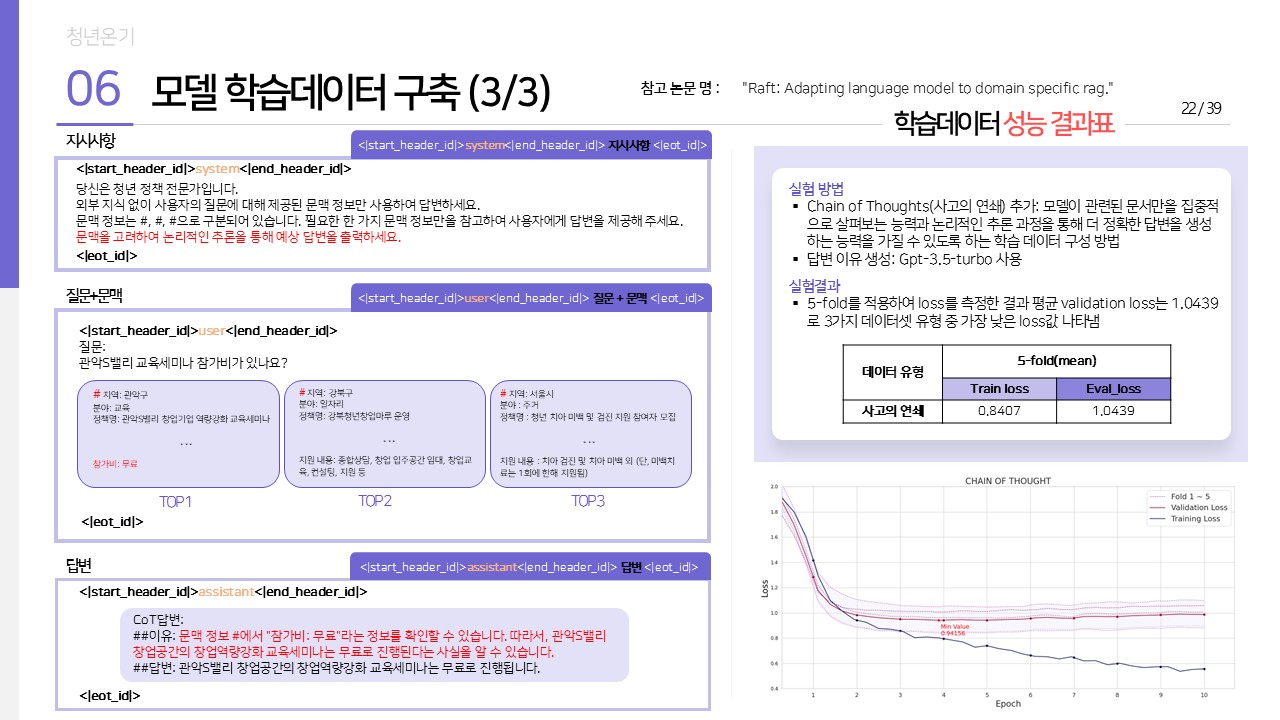 청년온기
06 모델 학습데이터 구축 (3/3)
참고 논문 명 : "Raft: Adapting language model to domain specific rag."
22 / 39
지시사항
<|start_header_id|>system<|end_header_id|> 지시사항 <|eot_id|>
<|start_header_id|>system<|end_header_id|>
당신은 청년 정책 전문가입니다.
외부 지식 없이 사용자의 질문에 대해 제공된 문맥 정보만 사용하여 답변하세요.
문맥 정보는 #, #, #으로 구분되어 있습니다. 필요한 한 가지 문맥 정보만을 참고하여 사용자에게 답변을 제공해 주세요.
문맥을 고려하여 논리적인 추론을 통해 예상 답변을 출력하세요.
<|eot_id|>
질문+문맥
<|start_header_id|>user<|end_header_id|> 질문 + 문맥 <|eot_id|>
<|start_header_id|>user<|end_header_id|>
질문:
관악S밸리 교육세미나 참가비가 있나요?
# 지역: 관악구
분야: 교육
정책명: 관악S밸리 창업기업 역량강화 교육세미나
...
참가비: 무료
TOP1
# 지역: 강북구
분야: 일자리
정책명: 강북청년창업마루 운영
...
지원 내용: 종합상담, 창업 입주공간 임대, 창업교
육, 컨설팅, 지원 등
TOP2
# 지역: 서울시
분야 : 주거
정책명 : 청년 치아 미백 및 검진 지원 참여자 모집
...
지원 내용 : 치아 검진 및 치아 미백 외 (단, 미백치
료는 1회에 한해 지원됨)
TOP3
<|eot_id|>
답변
<|start_header_id|>assistant<|end_header_id|> 답변 <|eot_id|>
<|start_header_id|>assistant<|end_header_id|>
CoT답변:
##이유: 문맥 정보 #에서 "참가비: 무료"라는 정보를 확인할 수 있습니다. 따라서, 관악S밸리
창업공간의 창업역량강화 교육세미나는 무료로 진행된다는 사실을 알 수 있습니다.
##답변: 관악S밸리 창업공간의 창업역량강화 교육세미나는 무료로 진행됩니다.
<|eot_id|>
학습데이터 성능 결과표
실험 방법
▪ Chain of Thoughts(사고의 연쇄) 추가: 모델이 관련된 문서만을 집중적
으로 살펴보는 능력과 논리적인 추론 과정을 통해 더 정확한 답변을 생성
하는 능력을 가질 수 있도록 하는 학습 데이터 구성 방법
▪ 답변 이유 생성: Gpt-3.5-turbo 사용
실험결과
▪ 5-fold를 적용하여 loss를 측정한 결과 평균 validation loss는 1.0439
로 3가지 데이터셋 유형 중 가장 낮은 loss값 나타냄
데이터 유형 5-fold(mean)
Train loss Eval_loss
사고의 연쇄 0.8407 1.0439
CHAIN OF THOUGHT
Fold 1 ~ 5
Validation Loss
Training Loss
Loss
2.0
1.8
1.6
1.4
1.2
1.0
0.8
0.6
0.4
Min Value
0.94156
1 2 3 4 5 6 7 8 9 10
Epoch